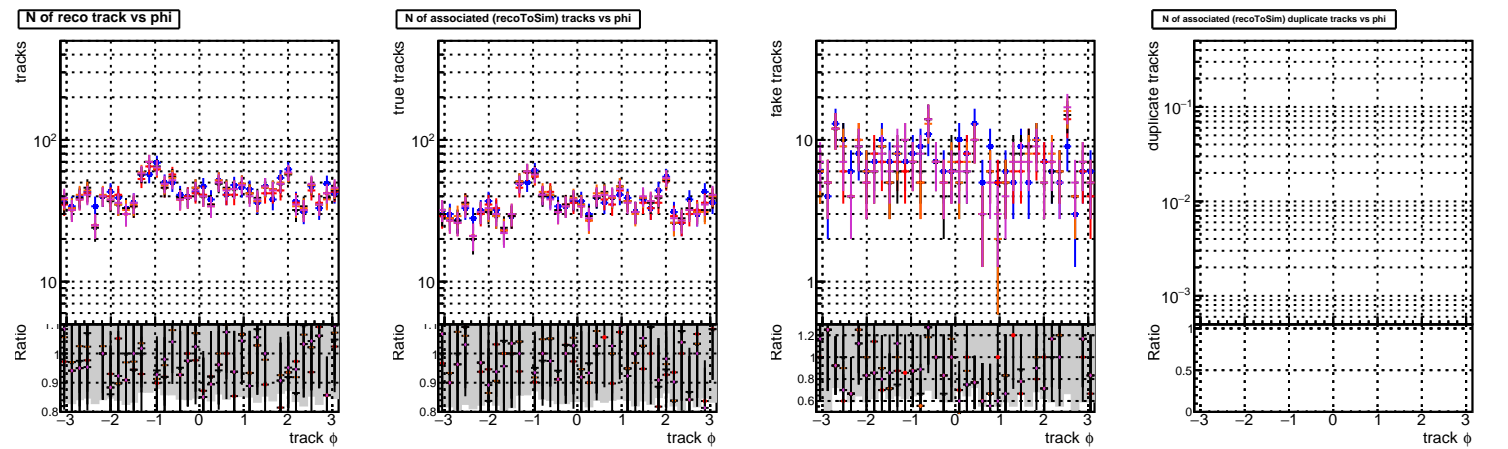 N of reco track vs phi
tracks
10²
10
Ratio
1
0.9
0.8
−3 −2 −1 0 1 2 3
track ϕ
N of associated (recoToSim) tracks vs phi
true tracks
10²
10
Ratio
1
0.9
0.8
−3 −2 −1 0 1 2 3
track ϕ
fake tracks
10
1
Ratio
1.2
1
0.8
0.6
−3 −2 −1 0 1 2 3
track ϕ
N of associated (recoToSim) duplicate tracks vs phi
duplicate tracks
10⁻¹
10⁻²
10⁻³
Ratio
1
0.5
0
−3 −2 −1 0 1 2 3
track ϕ